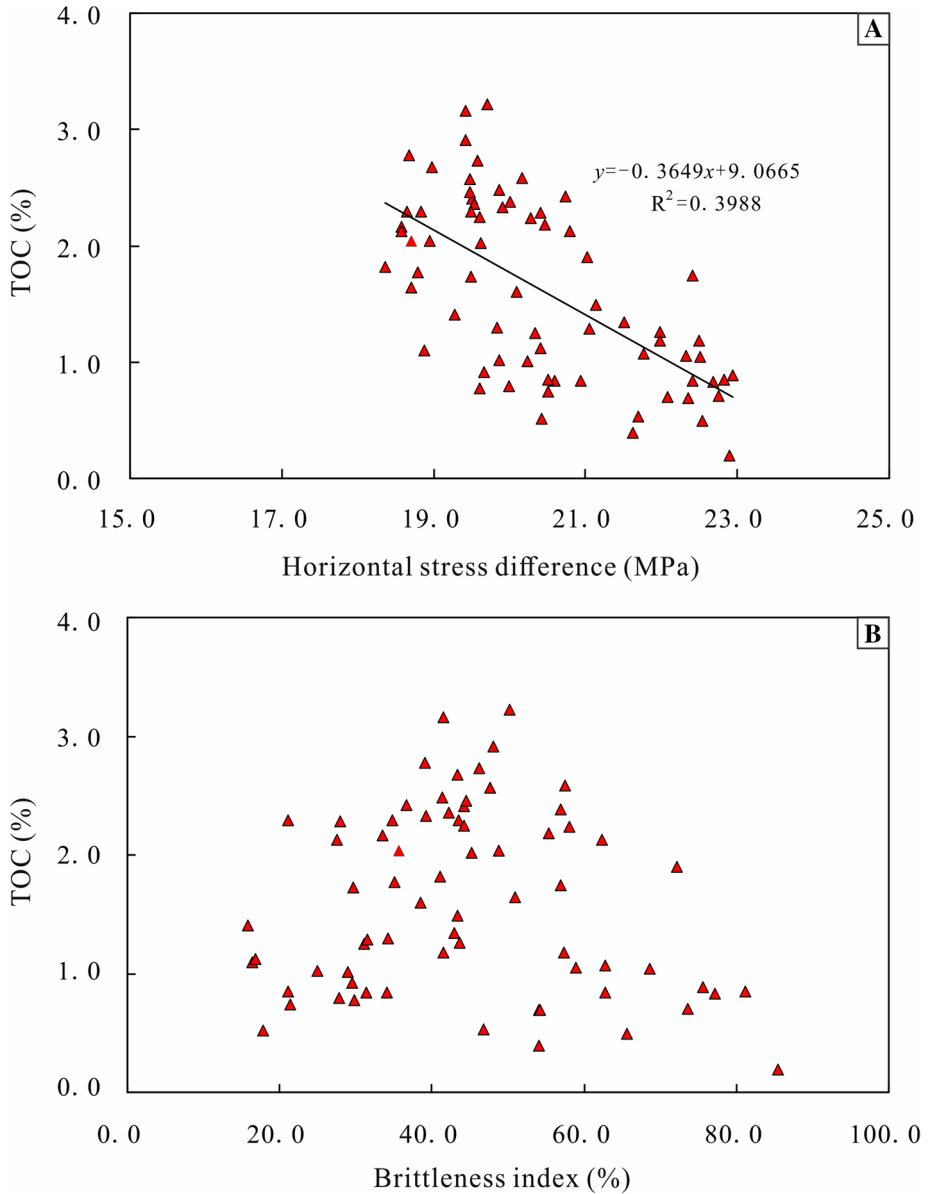 4. 0
A
3. 0
y=−0. 3649x+9. 0665
R²=0. 3988
TOC (%)
2. 0
1. 0
0. 0
15. 0 17. 0 19. 0 21. 0 23. 0 25. 0
Horizontal stress difference (MPa)
4. 0
B
3. 0
TOC (%)
2. 0
1. 0
0. 0
0. 0 20. 0 40. 0 60. 0 80. 0 100. 0
Brittleness index (%)